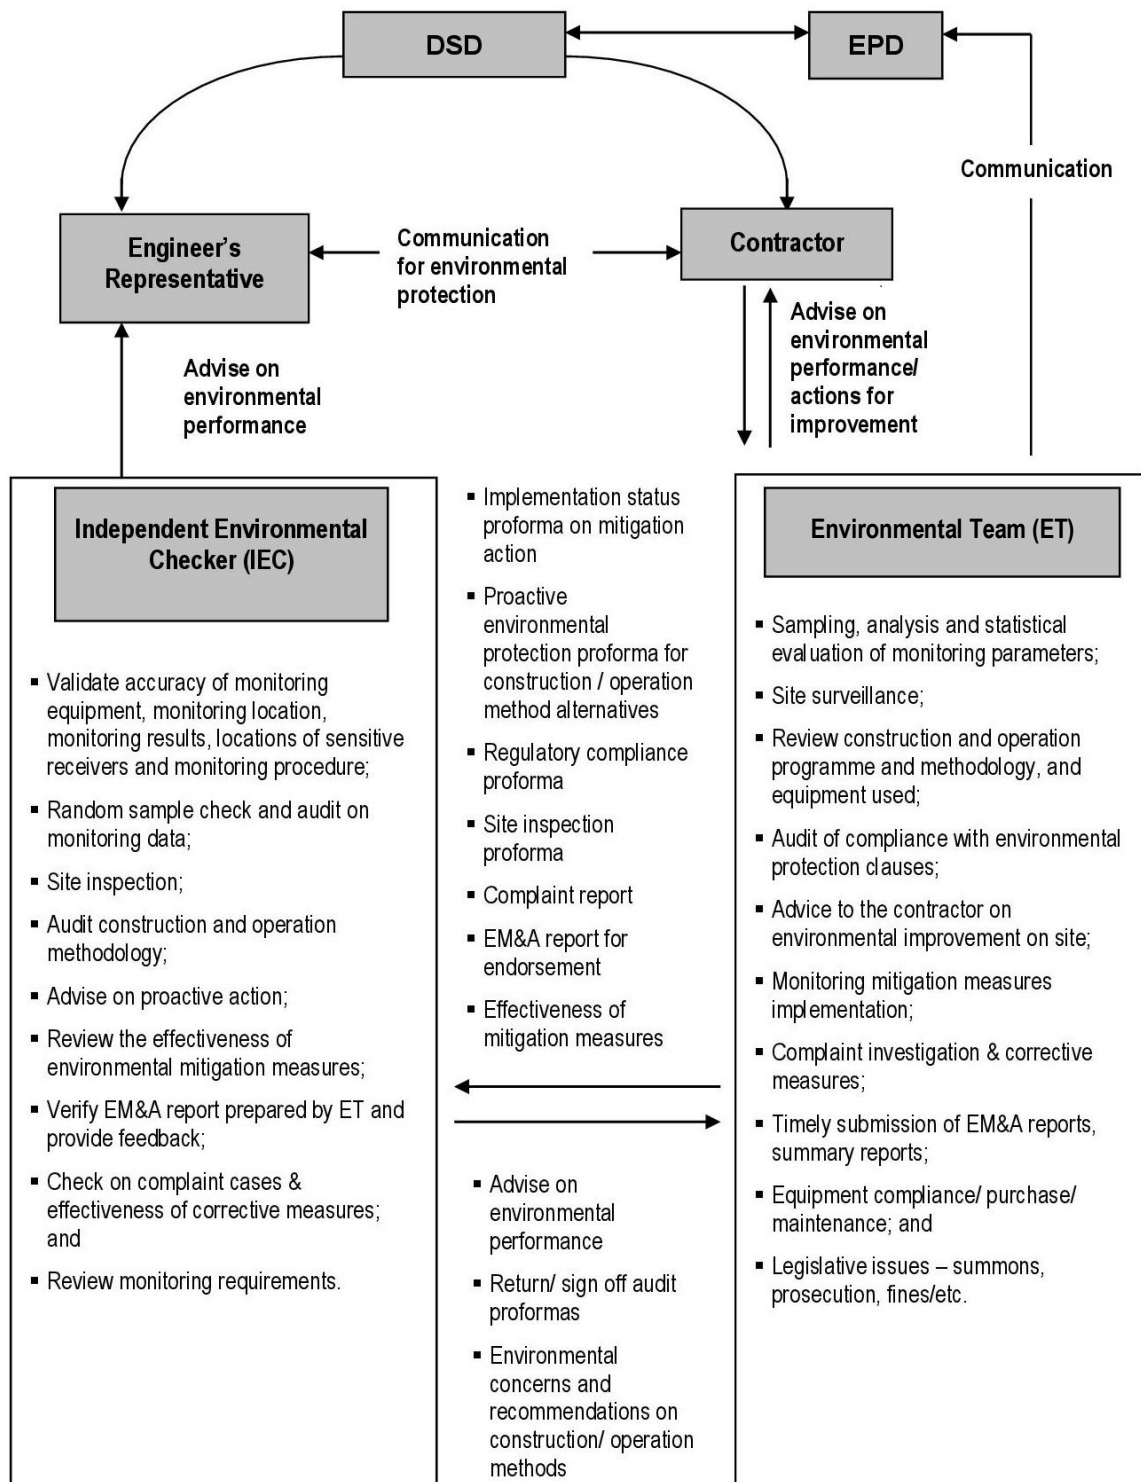 DSD
EPD
Communication
Engineer's
Representative
Communication
for environmental
protection
Contractor
Advise on
environmental
performance
Advise on
environmental
performance/
actions for
improvement
Independent Environmental
Checker (IEC)
▪ Validate accuracy of monitoring
equipment, monitoring location,
monitoring results, locations of sensitive
receivers and monitoring procedure;
▪ Random sample check and audit on
monitoring data;
▪ Site inspection;
▪ Audit construction and operation
methodology;
▪ Advise on proactive action;
▪ Review the effectiveness of
environmental mitigation measures;
▪ Verify EM&A report prepared by ET and
provide feedback;
▪ Check on complaint cases &
effectiveness of corrective measures;
and
▪ Review monitoring requirements.
▪ Implementation status
proforma on mitigation
action
▪ Proactive
environmental
protection proforma for
construction / operation
method alternatives
▪ Regulatory compliance
proforma
▪ Site inspection
proforma
▪ Complaint report
▪ EM&A report for
endorsement
▪ Effectiveness of
mitigation measures
▪ Advise on
environmental
performance
▪ Return/ sign off audit
proformas
▪ Environmental
concerns and
recommendations on
construction/ operation
methods
Environmental Team (ET)
▪ Sampling, analysis and statistical
evaluation of monitoring parameters;
▪ Site surveillance;
▪ Review construction and operation
programme and methodology, and
equipment used;
▪ Audit of compliance with environmental
protection clauses;
▪ Advice to the contractor on
environmental improvement on site;
▪ Monitoring mitigation measures
implementation;
▪ Complaint investigation & corrective
measures;
▪ Timely submission of EM&A reports,
summary reports;
▪ Equipment compliance/ purchase/
maintenance; and
▪ Legislative issues – summons,
prosecution, fines/etc.